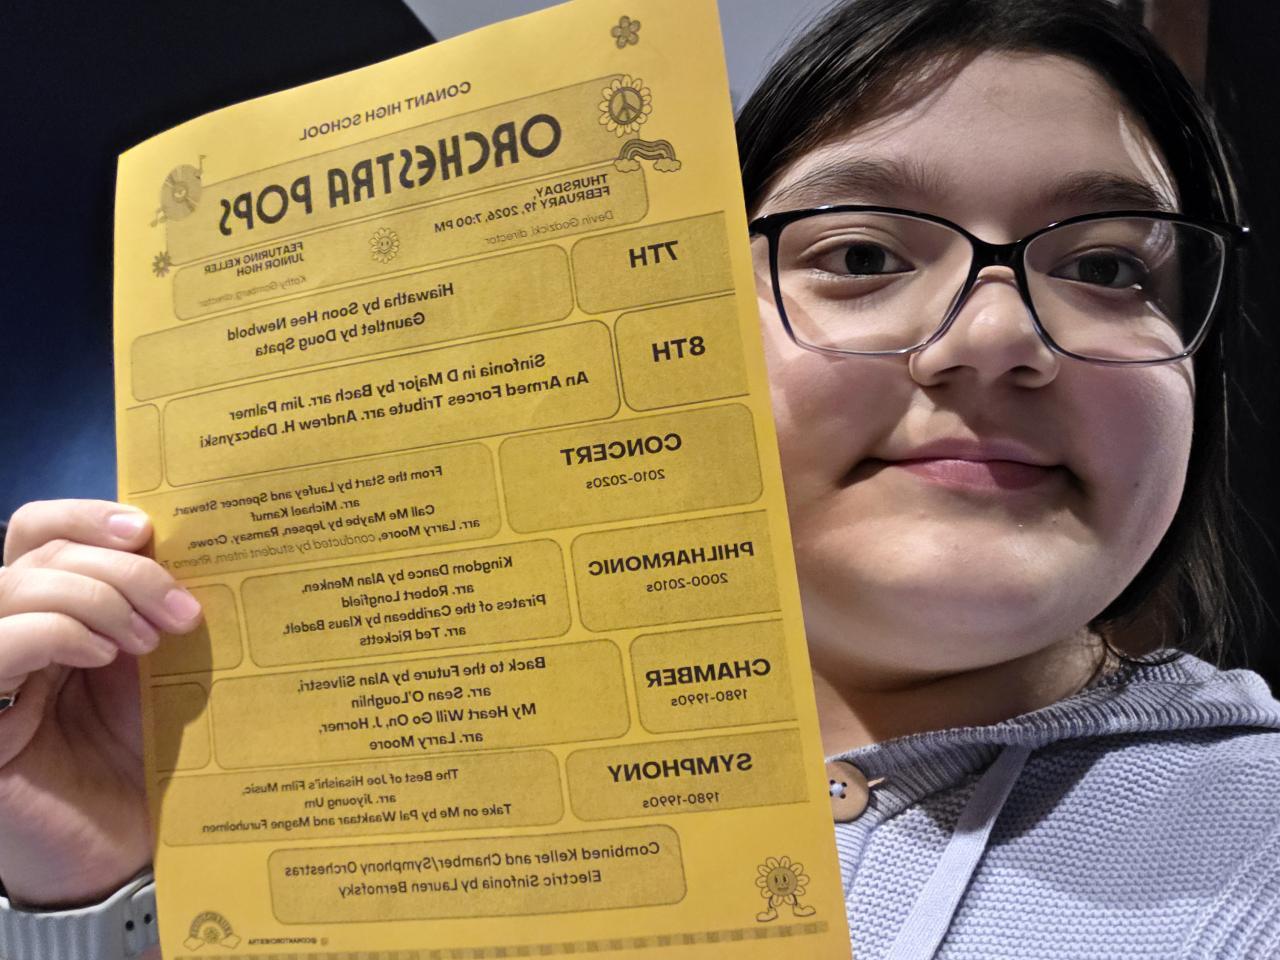 CONANT HIGH SCHOOL
ORCHESTRA POPS
THURSDAY,
FEBRUARY 19, 2026, 7:00 PM
Devin Godzicki, director
FEATURING KELLER
JUNIOR HIGH
Kathy Gomberg, director
7TH
Hiawatha by Soon Hee Newbold
Gauntlet by Doug Spata
8TH
Sinfonia in D Major by Bach arr. Jim Palmer
An Armed Forces Tribute arr. Andrew H. Dabczynski
CONCERT
2010-2020s
From the Start by Laufey and Spencer Stewart,
arr. Michael Kamuf
Call Me Maybe by Jepsen, Ramsay, Crowe,
arr. Larry Moore, conducted by student intern, Rhema
PHILHARMONIC
2000-2010s
Kingdom Dance by Alan Menken,
arr. Robert Longfield
Pirates of the Caribbean by Klaus Badelt,
arr. Ted Ricketts
CHAMBER
1980-1990s
Back to the Future by Alan Silvestri,
arr. Sean O'Loughlin
My Heart Will Go On, J. Horner,
arr. Larry Moore
SYMPHONY
1980-1990s
The Best of Joe Hisaishi's Film Music,
arr. Jiyoung Um
Take on Me by Pal Waaktaar and Magne Furuholmen
Combined Keller and Chamber/Symphony Orchestras
Electric Sinfonia by Lauren Bernofsky
@CONANTORCHESTRA